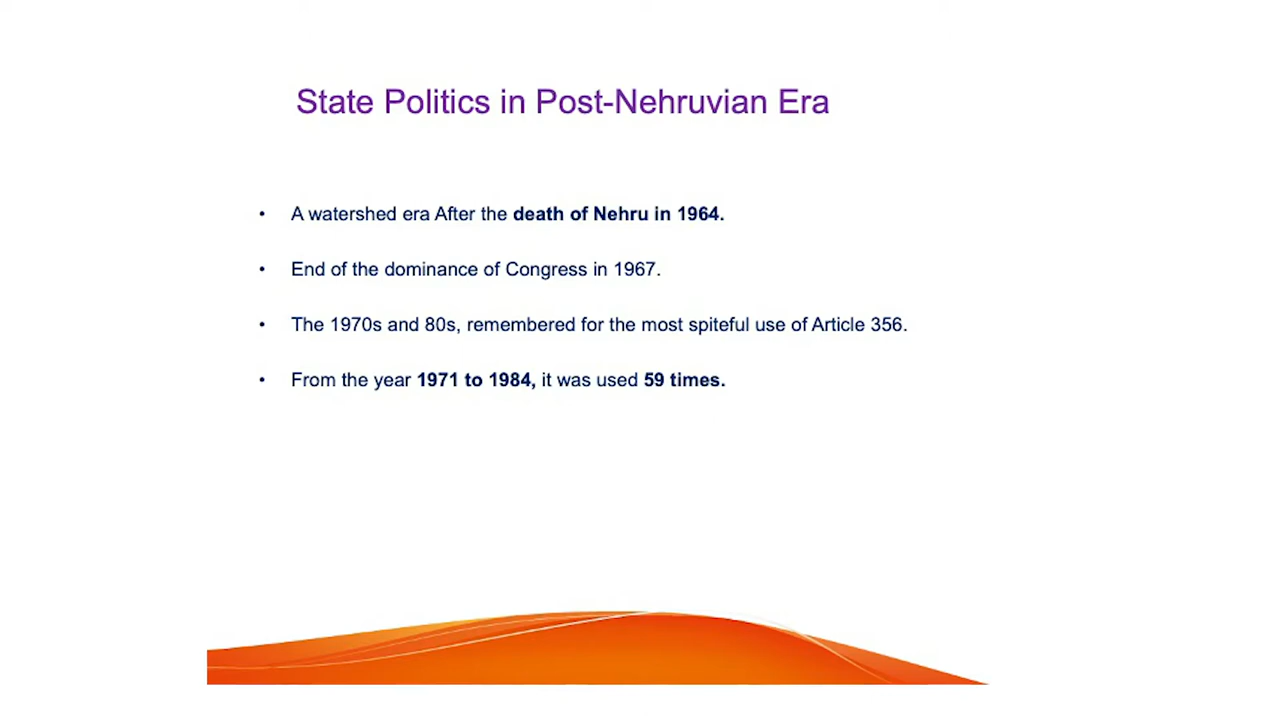 State Politics in Post-Nehruvian Era
• A watershed era After the death of Nehru in 1964.
• End of the dominance of Congress in 1967.
• The 1970s and 80s, remembered for the most spiteful use of Article 356.
• From the year 1971 to 1984, it was used 59 times.